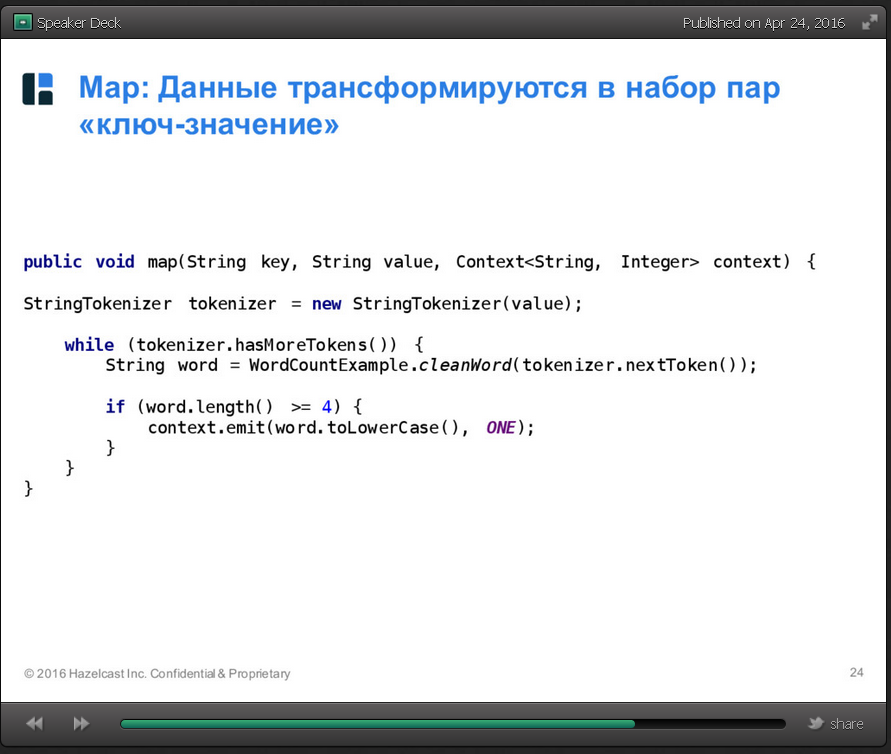 Speaker Deck
Published on Apr 24, 2016
Map: Данные трансформируются в набор пар
«ключ-значение»
public void map(String key, String value, Context<String, Integer> context) {
StringTokenizer tokenizer = new StringTokenizer(value);
while (tokenizer.hasMoreTokens()) {
String word = WordCountExample.cleanWord(tokenizer.nextToken());
if (word.length() >= 4) {
context.emit(word.toLowerCase(), ONE);
}
}
}
© 2016 Hazelcast Inc. Confidential & Proprietary
24
share